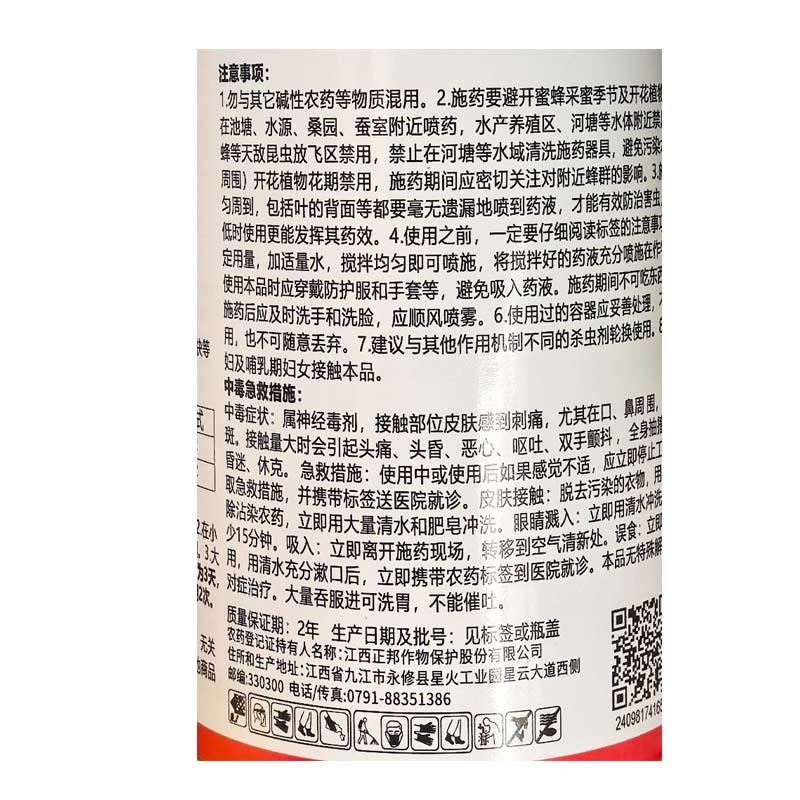 注意事项：
1.勿与其它碱性农药等物质混用。2.施药要避开蜜蜂采蜜季节及开花植物
在池塘、水源、桑园、蚕室附近喷药，水产养殖区、河塘等水体附近禁
蜂等天敌昆虫放飞区禁用，禁止在河塘等水域清洗施药器具，避免污染
周围）开花植物花期禁用，施药期间应密切关注对附近蜂群的影响。3.施
匀周到，包括叶的背面等都要毫无遗漏地喷到药液，才能有效防治害虫，
低时使用更能发挥其药效。4.使用之前，一定要仔细阅读标签的注意事项
定用量，加适量水，搅拌均匀即可喷施，将搅拌好的药液充分喷施在作
使用本品时应穿戴防护服和手套等，避免吸入药液。施药期间不可吃东西
施药后应及时洗手和洗脸，应顺风喷雾。6.使用过的容器应妥善处理，不
用，也不可随意丢弃。7.建议与其他作用机制不同的杀虫剂轮换使用。8
妇及哺乳期妇女接触本品。
中毒急救措施：
中毒症状：属神经毒剂，接触部位皮肤感到刺痛，尤其在口、鼻周围，
斑。接触量大时会引起头痛、头昏、恶心、呕吐、双手颤抖，全身抽搐
昏迷、休克。急救措施：使用中或使用后如果感觉不适，应立即停止工
取急救措施，并携带标签送医院就诊。皮肤接触：脱去污染的衣物，用
除沾染农药，立即用大量清水和肥皂冲洗。眼睛溅入：立即用清水冲洗
少15分钟。吸入：立即离开施药现场，转移到空气清新处。误食：立即
用，用清水充分漱口后，立即携带农药标签到医院就诊。本品无特殊解
对症治疗。大量吞服进可洗胃，不能催吐。
质量保证期：2年 生产日期及批号：见标签或瓶盖
农药登记证持有人名称：江西正邦作物保护股份有限公司
住所和生产地址：江西省九江市永修县星火工业园星云大道西侧
邮编:330300 电话/传真:0791-88351386
2409817416
块等
式
2.在小
3大
为3天，
2次。
无关
他商品